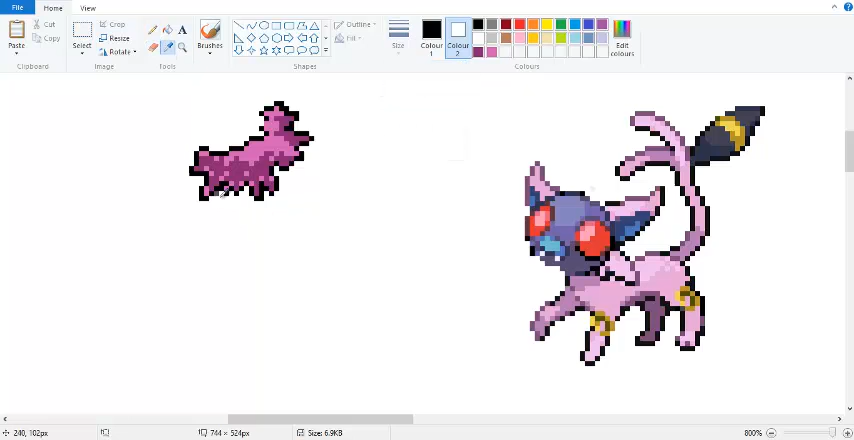 File Home View
Paste Cut Copy Select Crop Resize Rotate Brushes Outline Fill Size Colour 1 Colour 2 Edit colours
Clipboard Image Tools Shapes Colours
240, 102px 744 × 524px Size: 6.9KB 800%